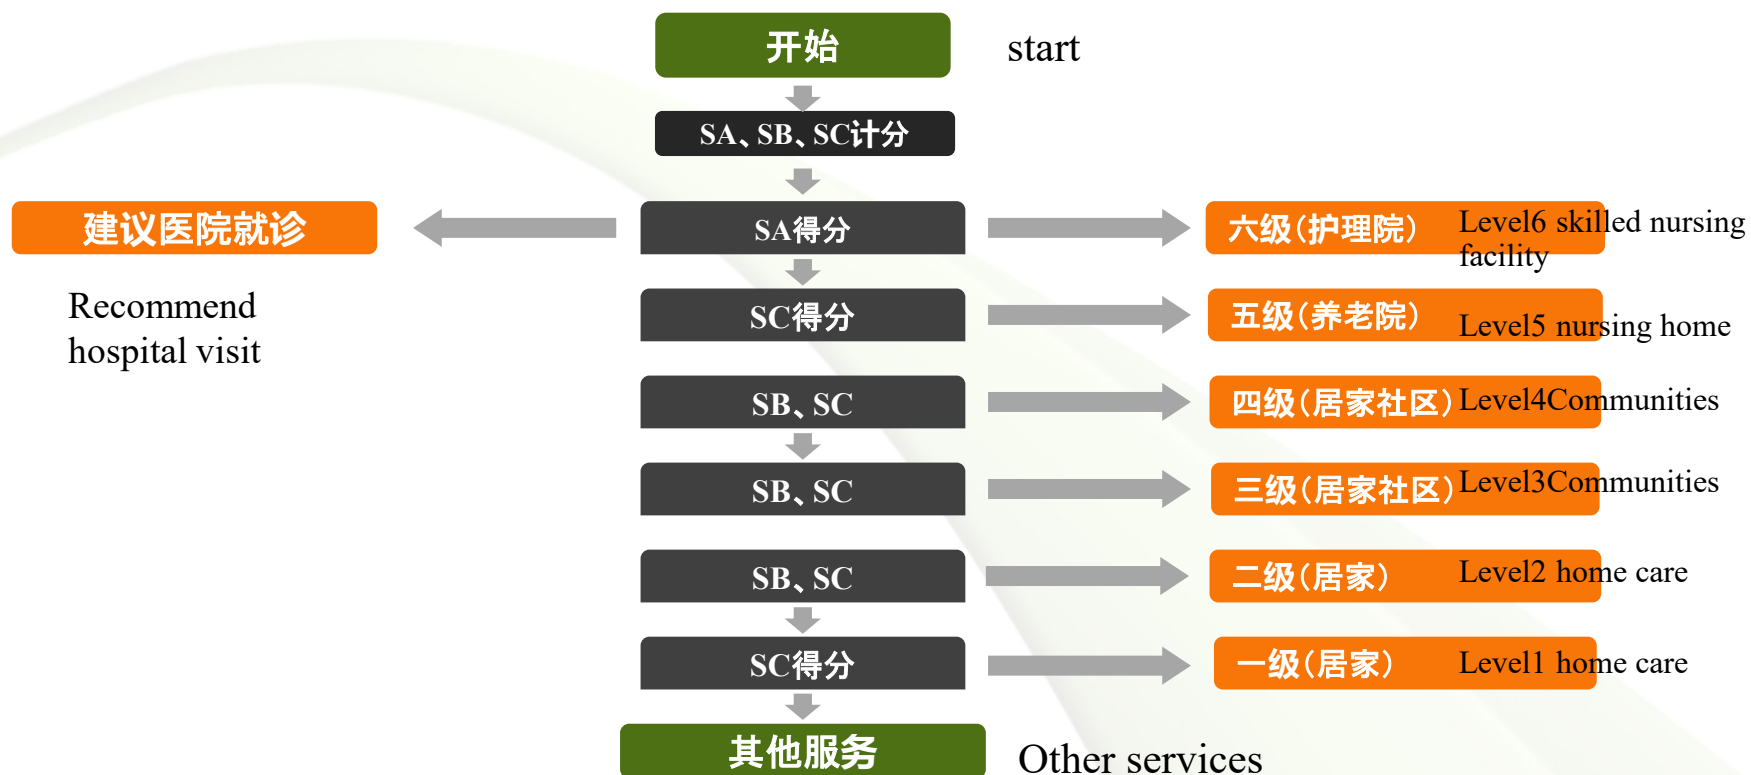 开始
start
SA、SB、SC计分
建议医院就诊
SA得分
六级（护理院）
Level6 skilled nursing
facility
Recommend
hospital visit
SC得分
五级（养老院）
Level5 nursing home
SB、SC
四级（居家社区）
Level4Communities
SB、SC
三级（居家社区）
Level3Communities
SB、SC
二级（居家）
Level2 home care
SC得分
一级（居家）
Level1 home care
其他服务
Other services